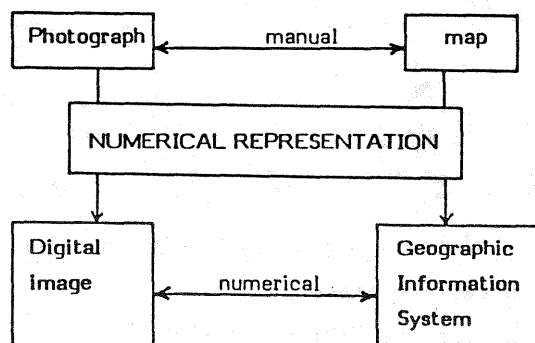 Photograph
manual
map
NUMERICAL REPRESENTATION
Digital
image
numerical
Geographic
Information
System